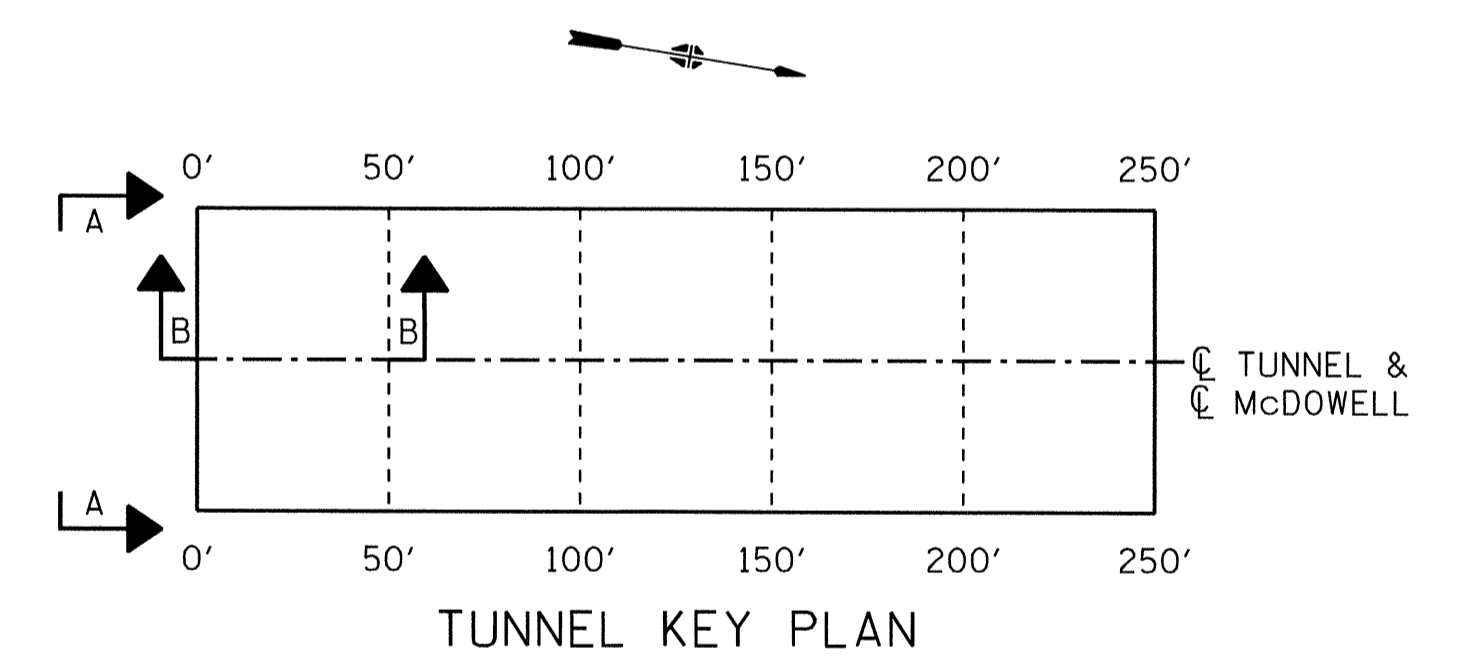 0′ 50′ 100′ 150′ 200′ 250′
A
B B
℄ TUNNEL &
℄ McDOWELL
A
0′ 50′ 100′ 150′ 200′ 250′
TUNNEL KEY PLAN